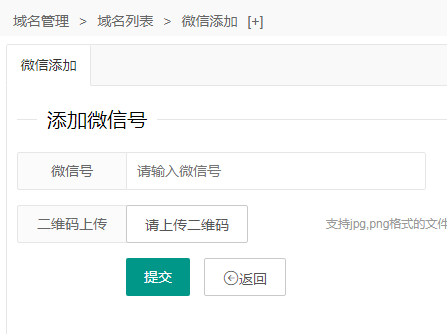 域名管理 > 域名列表 > 微信添加 [+]
微信添加
添加微信号
微信号 请输入微信号
二维码上传 请上传二维码 支持jpg,png格式的文件
提交 返回